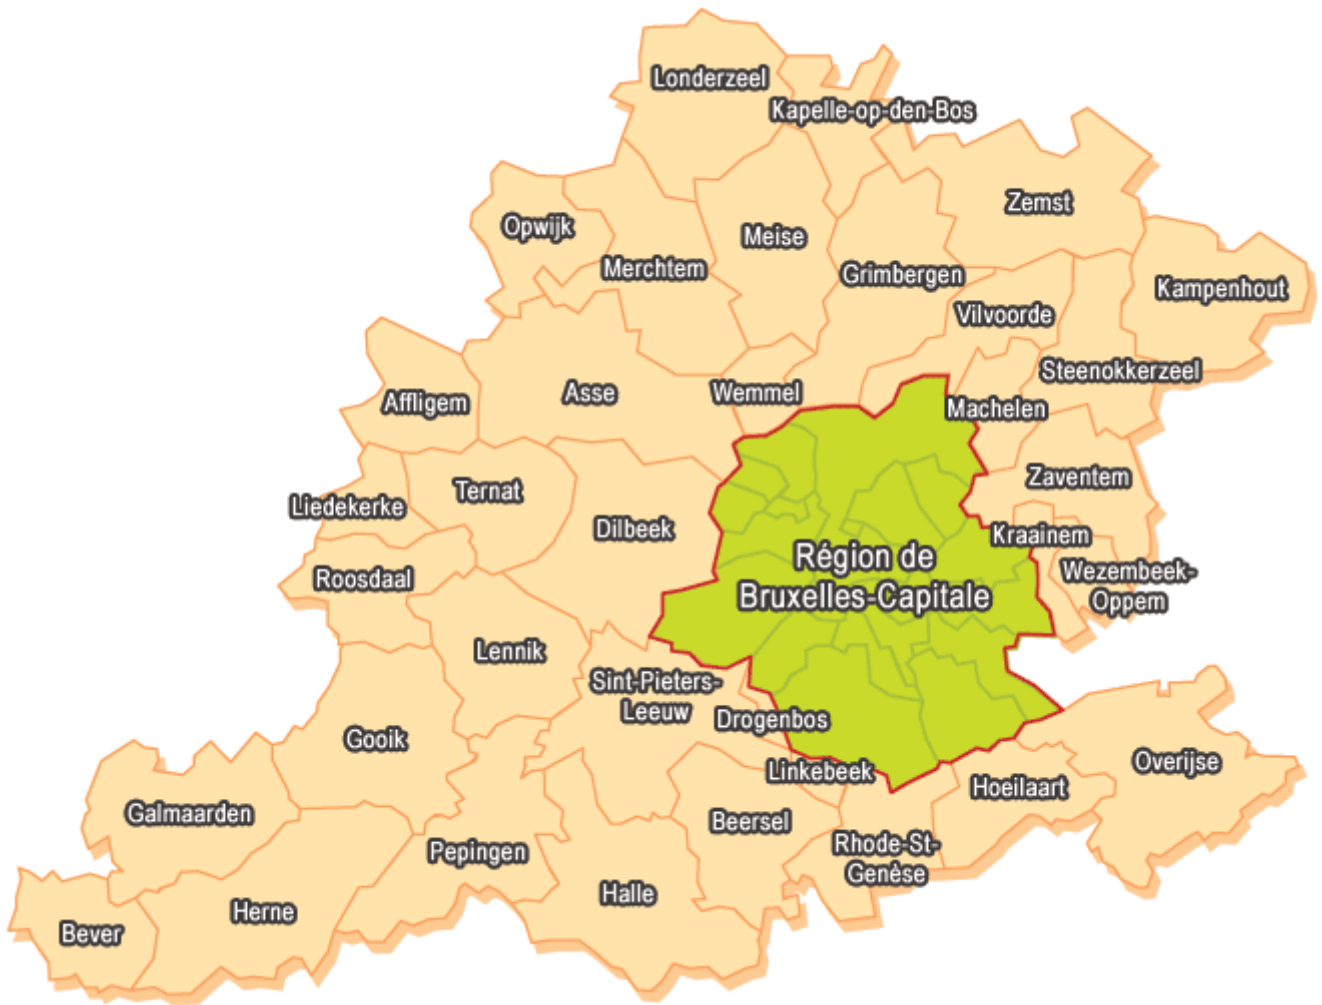 Londerzeel
Kapelle-op-den-Bos
Zemst
Opwijk
Meise
Merchtem
Grimbergen
Kampenhout
Vilvoorde
Steenokkerzeel
Affligem
Asse
Wemmel
Machelen
Liedekerke
Ternat
Zaventem
Dilbeek
Kraainem
Roosdaal
Région de
Bruxelles-Capitale
Wezembeek-
Oppem
Lennik
Sint-Pieters-
Leeuw
Drogenbos
Gooik
Linkebeek
Hoeilaart
Overijse
Galmaarden
Pepingen
Beersel
Rhode-St-
Genèse
Halle
Herne
Bever